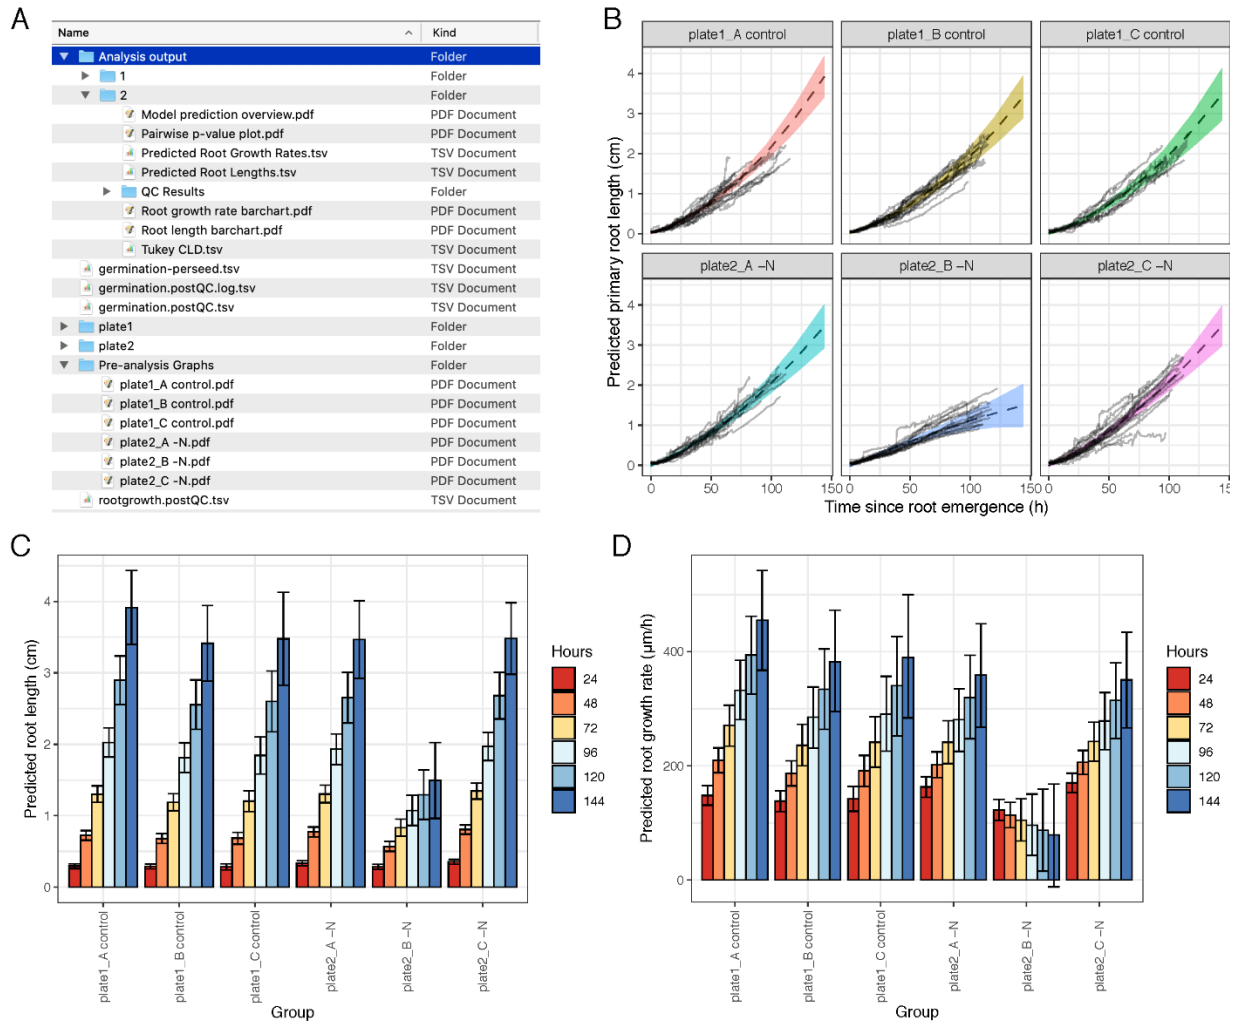 A
Name Kind
Analysis output Folder
1 Folder
2 Folder
Model prediction overview.pdf PDF Document
Pairwise p-value plot.pdf PDF Document
Predicted Root Growth Rates.tsv TSV Document
Predicted Root Lengths.tsv TSV Document
QC Results Folder
Root growth rate barchart.pdf PDF Document
Root length barchart.pdf PDF Document
Tukey CLD.tsv TSV Document
germination-perseed.tsv TSV Document
germination.postQC.log.tsv TSV Document
germination.postQC.tsv TSV Document
plate1 Folder
plate2 Folder
Pre-analysis Graphs Folder
plate1_A control.pdf PDF Document
plate1_B control.pdf PDF Document
plate1_C control.pdf PDF Document
plate2_A -N.pdf PDF Document
plate2_B -N.pdf PDF Document
plate2_C -N.pdf PDF Document
rootgrowth.postQC.tsv TSV Document
B
plate1_A control plate1_B control plate1_C control
4
3
2
1
0
plate2_A −N plate2_B −N plate2_C −N
4
3
2
1
0
Predicted primary root length (cm)
0 50 100 150 0 50 100 150 0 50 100 15
Time since root emergence (h)
C
Predicted root length (cm)
4
3
2
1
0
plate1_A control
plate1_B control
plate1_C control
plate2_A −N
plate2_B −N
plate2_C −N
Group
Hours
24
48
72
96
120
144
D
Predicted root growth rate (μm/h)
400
200
0
plate1_A control
plate1_B control
plate1_C control
plate2_A −N
plate2_B −N
plate2_C −N
Group
Hours
24
48
72
96
120
144